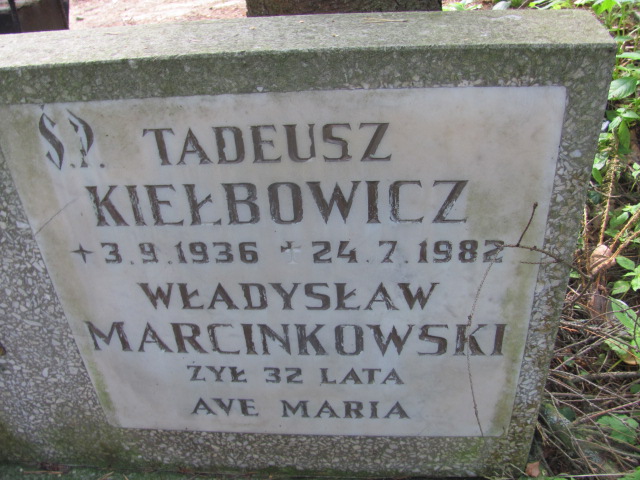 Ś.P. TADEUSZ
KIEŁBOWICZ
+ 3.9.1936 + 24.7.1982
WŁADYSŁAW
MARCINKOWSKI
ŻYŁ 32 LATA
AVE MARIA